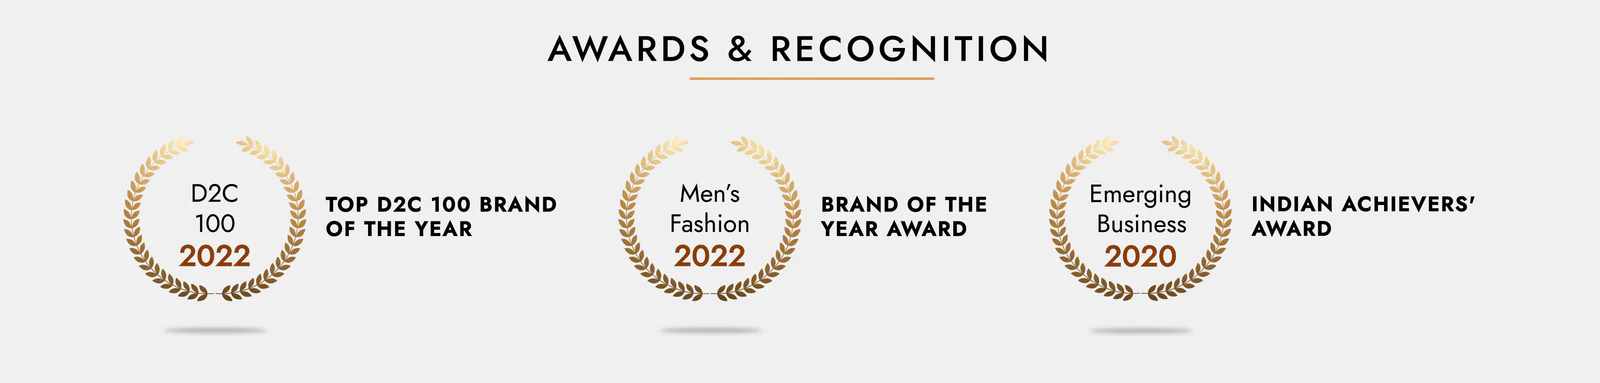 AWARDS & RECOGNITION
D2C
100
2022
TOP D2C 100 BRAND
OF THE YEAR
Men's
Fashion
2022
BRAND OF THE
YEAR AWARD
Emerging
Business
2020
INDIAN ACHIEVERS'
AWARD